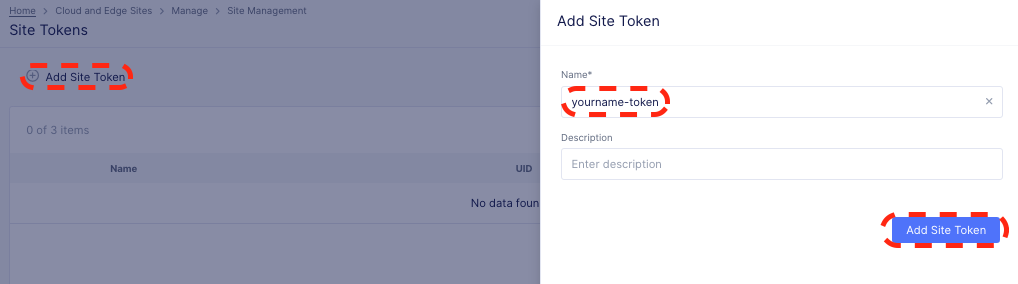 Home > Cloud and Edge Sites > Manage > Site Management
Site Tokens
Add Site Token
0 of 3 items
Name UID
No data foun
Add Site Token
Name*
yourname-token ×
Description
Enter description
Add Site Token